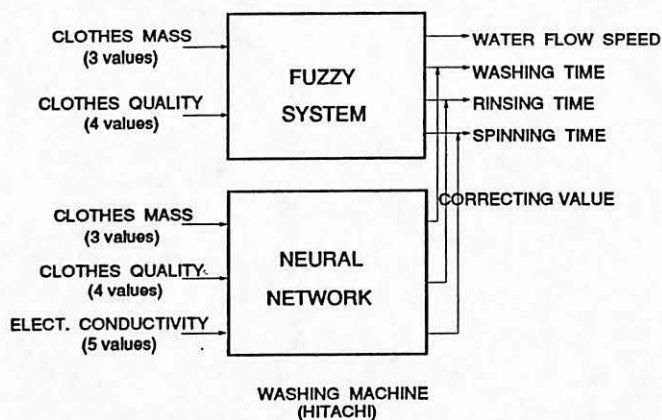 CLOTHES MASS
(3 values)
CLOTHES QUALITY
(4 values)
FUZZY
SYSTEM
WATER FLOW SPEED
WASHING TIME
RINSING TIME
SPINNING TIME
CORRECTING VALUE
CLOTHES MASS
(3 values)
CLOTHES QUALITY
(4 values)
ELECT. CONDUCTIVITY
(5 values)
NEURAL
NETWORK
WASHING MACHINE
(HITACHI)